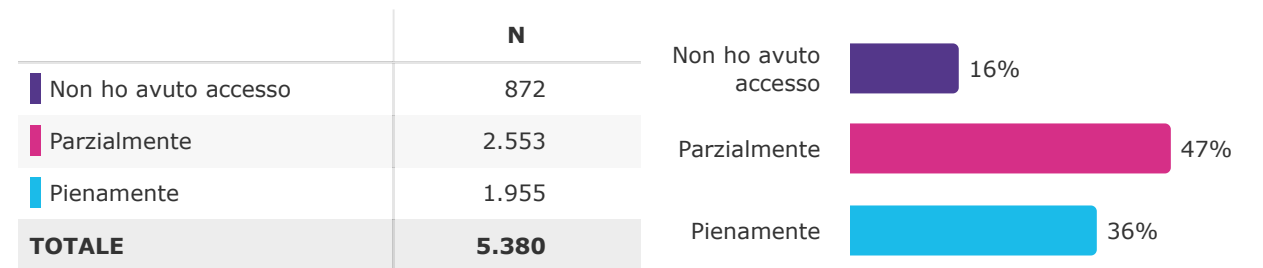 N
Non ho avuto accesso 872
Parzialmente 2.553
Pienamente 1.955
TOTALE 5.380
Non ho avuto
accesso
16%
Parzialmente 47%
Pienamente 36%